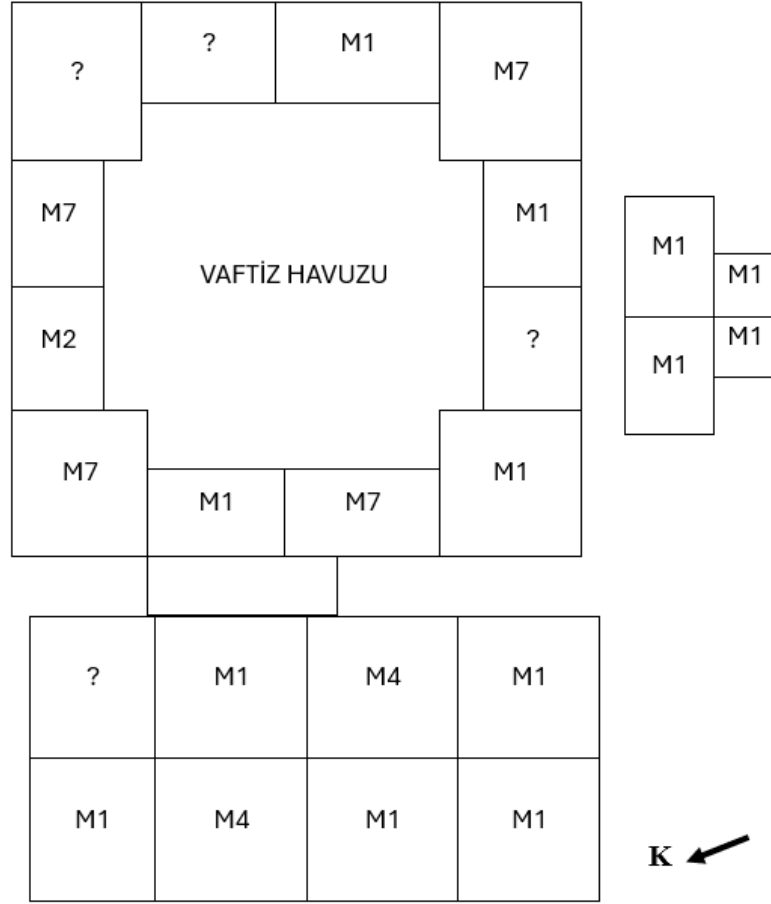 ? ? M1 M7
M7 M1
M1
M1
VAFTİZ HAVUZU
M2 ?
M1
M1
M7 M1
M1 M7
? M1 M4 M1
M1 M4 M1 M1
K